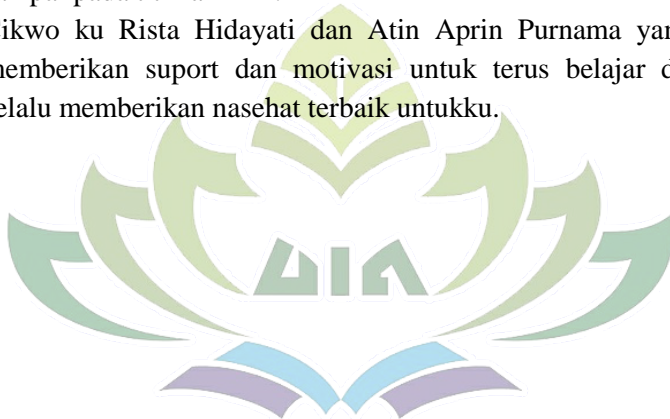 ikwo ku Rista Hidayati dan Atin Aprin Purnama yan
memberikan suport dan motivasi untuk terus belajar d
elalu memberikan nasehat terbaik untukku.
UIN